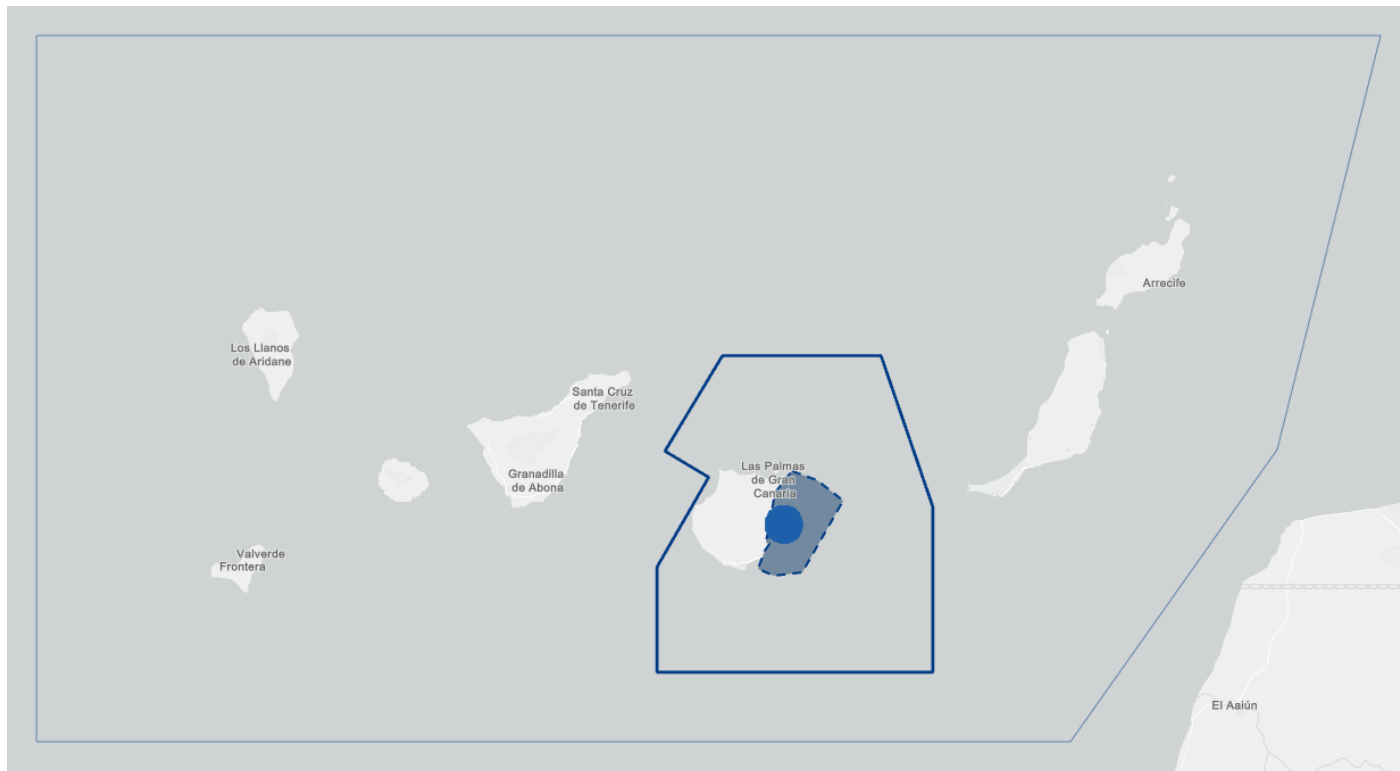 Arrecife
Los Llanos
de Aridane
Santa Cruz
de Tenerife
Granadilla
de Abona
Las Palmas
de Gran
Canaria
Valverde
Frontera
El Aaiún